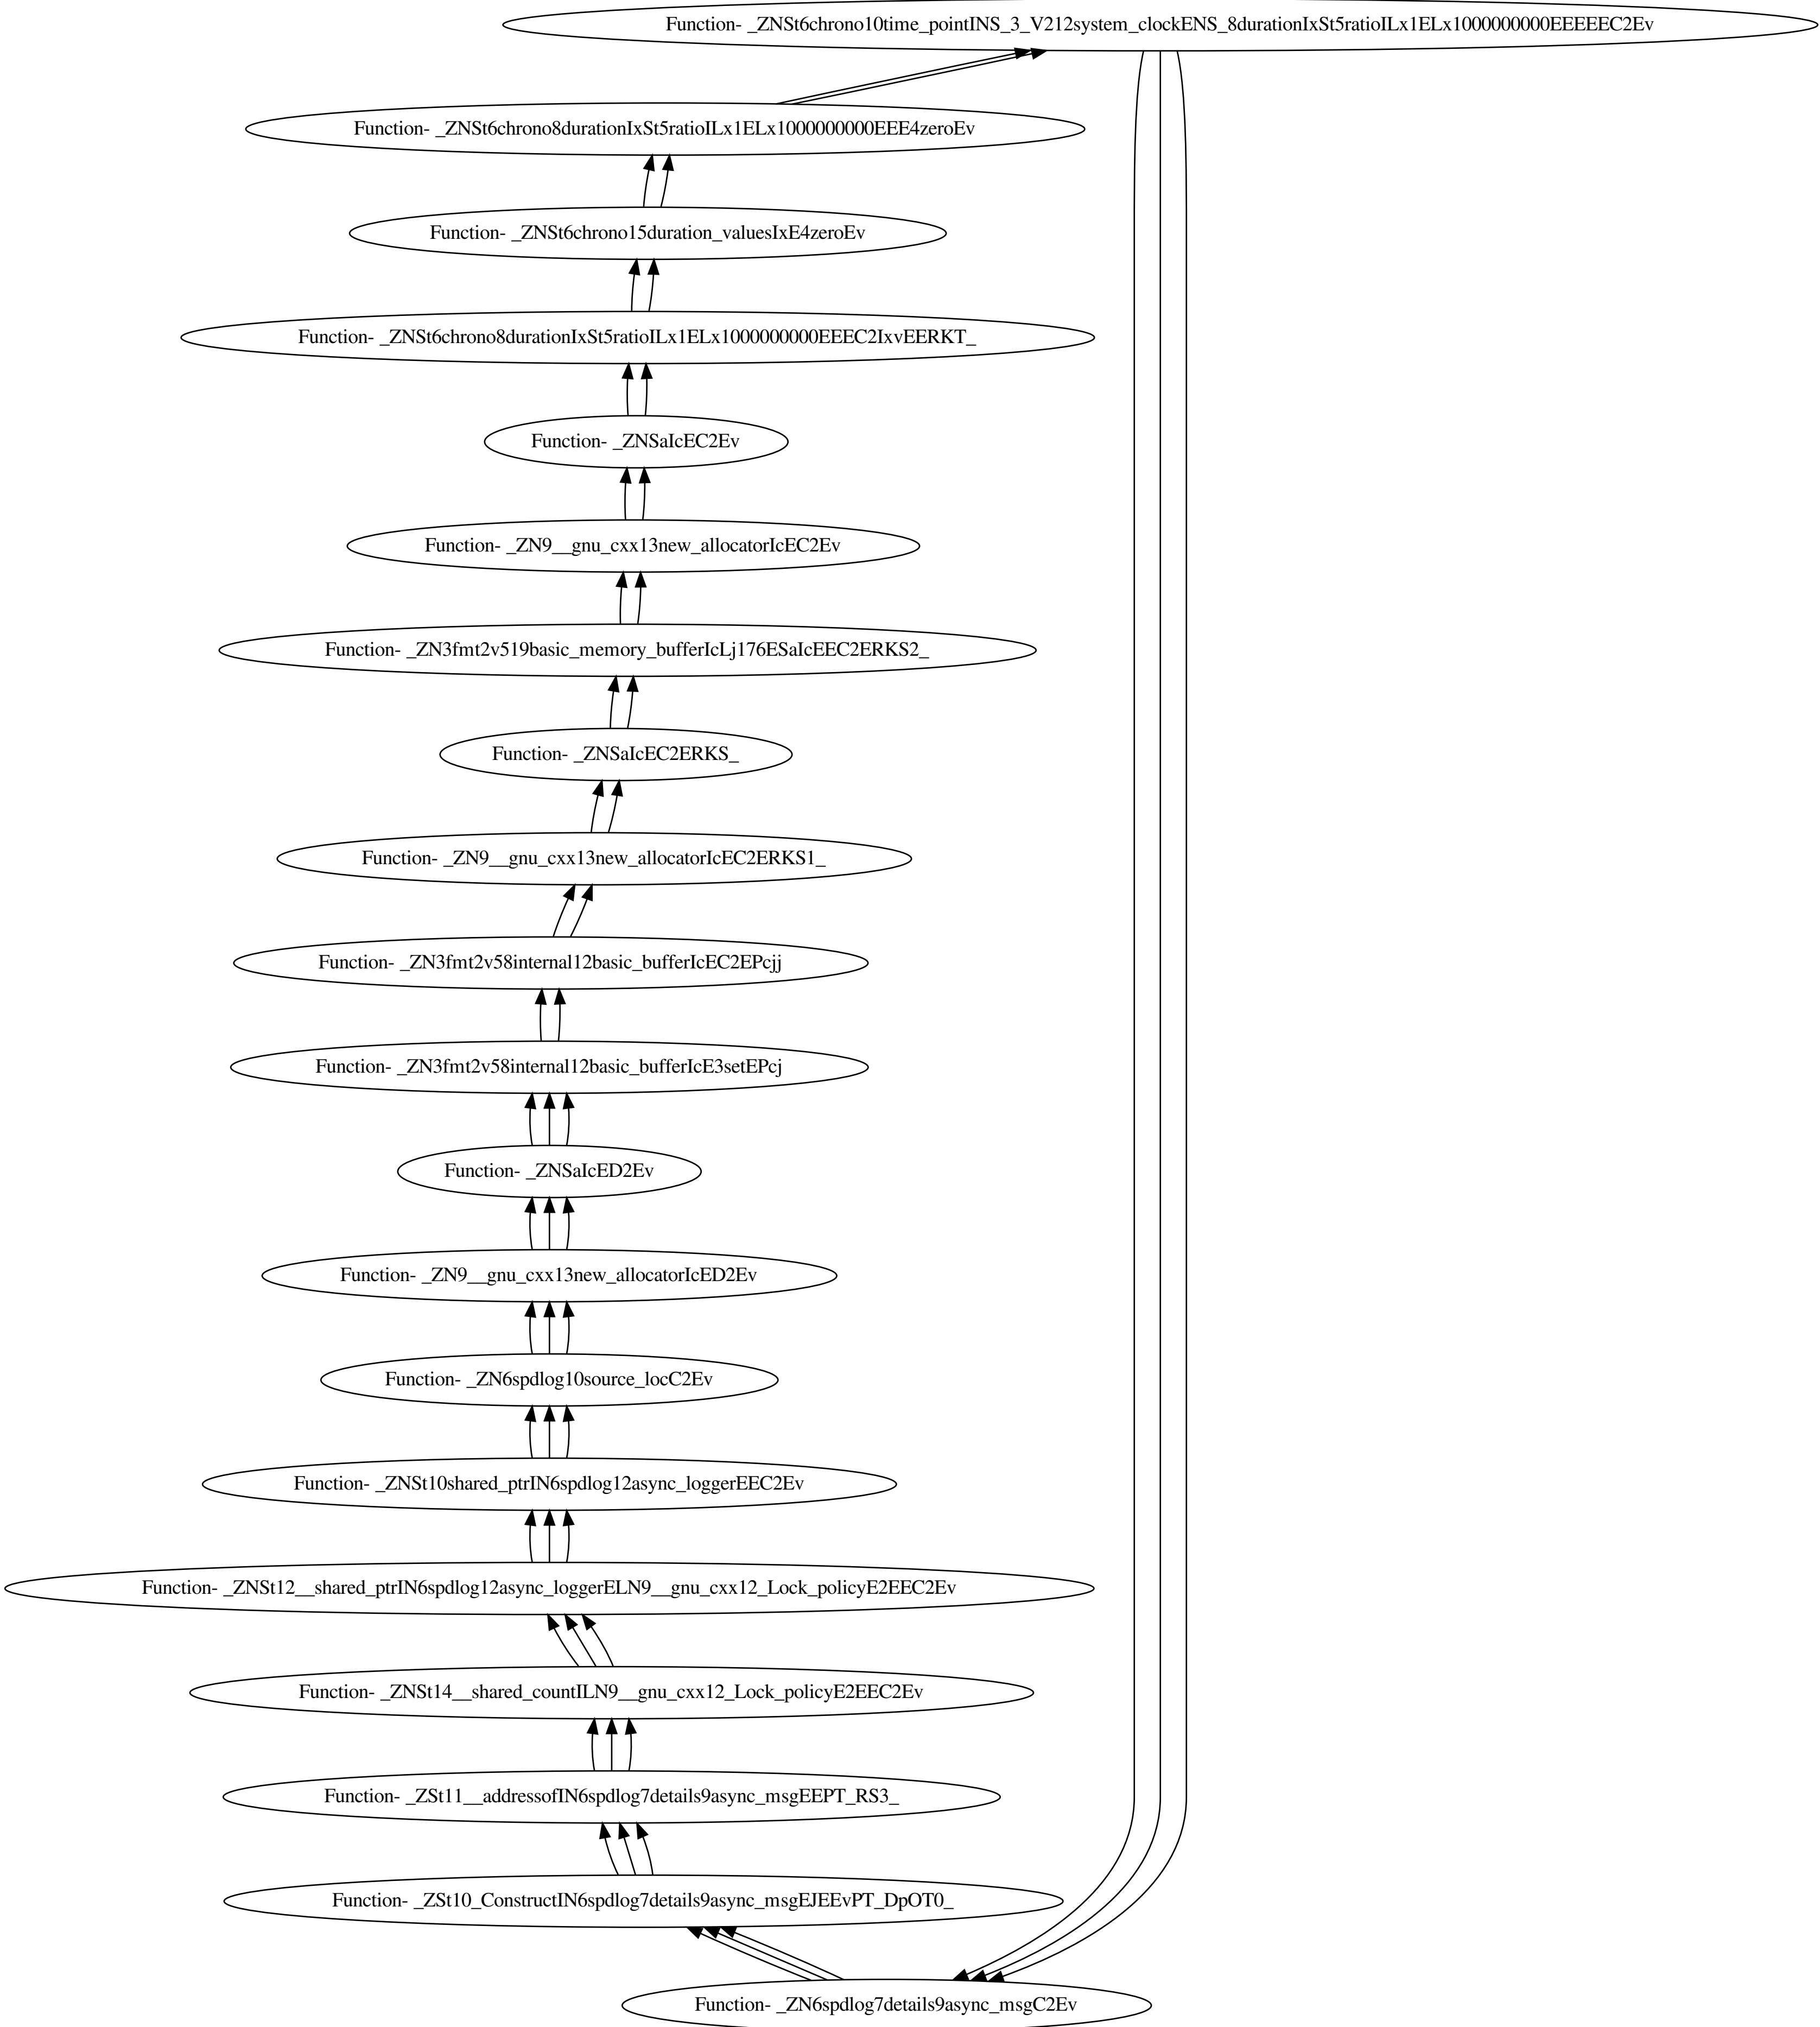 Function- _ZNSt6chrono10time_pointINS_3_V212system_clockENS_8durationIxSt5ratioILx1ELx1000000000EEEEEC2Ev
Function- _ZNSt6chrono8durationIxSt5ratioILx1ELx1000000000EEE4zeroEv
Function- _ZNSt6chrono15duration_valuesIxE4zeroEv
Function- _ZNSt6chrono8durationIxSt5ratioILx1ELx1000000000EEEC2IxvEERKT_
Function- _ZNSaIcEC2Ev
Function- _ZN9__gnu_cxx13new_allocatorIcEC2Ev
Function- _ZN3fmt2v519basic_memory_bufferIcLj176ESaIcEEC2ERKS2_
Function- _ZNSaIcEC2ERKS_
Function- _ZN9__gnu_cxx13new_allocatorIcEC2ERKS1_
Function- _ZN3fmt2v58internal12basic_bufferIcEC2EPcjj
Function- _ZN3fmt2v58internal12basic_bufferIcE3setEPcj
Function- _ZNSaIcED2Ev
Function- _ZN9__gnu_cxx13new_allocatorIcED2Ev
Function- _ZN6spdlog10source_locC2Ev
Function- _ZNSt10shared_ptrIN6spdlog12async_loggerEEC2Ev
Function- _ZNSt12__shared_ptrIN6spdlog12async_loggerELN9__gnu_cxx12_Lock_policyE2EEC2Ev
Function- _ZNSt14__shared_countILN9__gnu_cxx12_Lock_policyE2EEC2Ev
Function- _ZSt11__addressofIN6spdlog7details9async_msgEEPT_RS3_
Function- _ZSt10_ConstructIN6spdlog7details9async_msgEJEEvPT_DpOT0_
Function- _ZN6spdlog7details9async_msgC2Ev